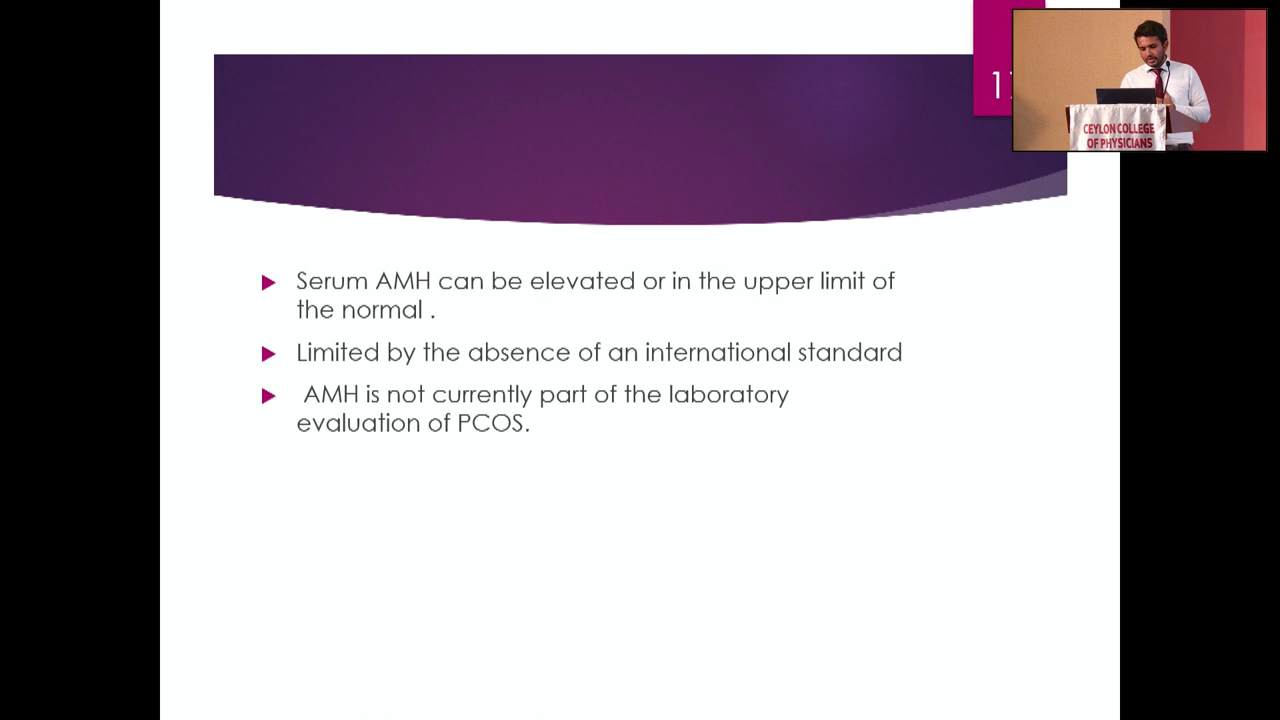 Serum AMH can be elevated or in the upper limit of
the normal .
Limited by the absence of an international standard
AMH is not currently part of the laboratory
evaluation of PCOS.
CEYLON COLLEGE
OF PHYSICIANS